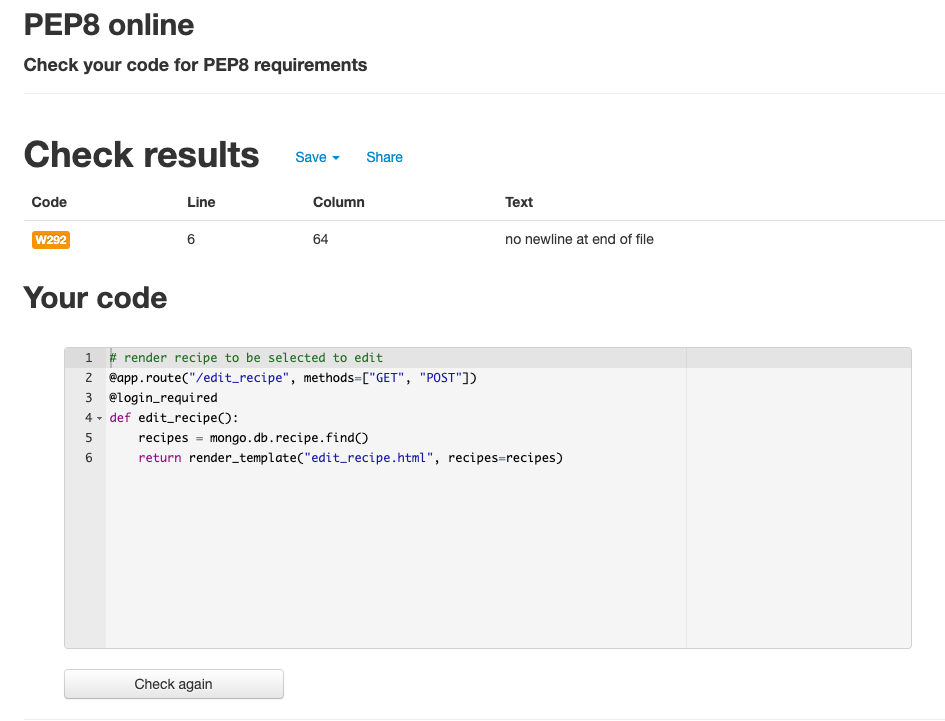 PEP8 online
Check your code for PEP8 requirements
Check results Save Share
Code Line Column Text
W292 6 64 no newline at end of file
Your code
1 # render recipe to be selected to edit
2 @app.route("/edit_recipe", methods=["GET", "POST"])
3 @login_required
4 def edit_recipe():
5     recipes = mongo.db.recipe.find()
6     return render_template("edit_recipe.html", recipes=recipes)
Check again